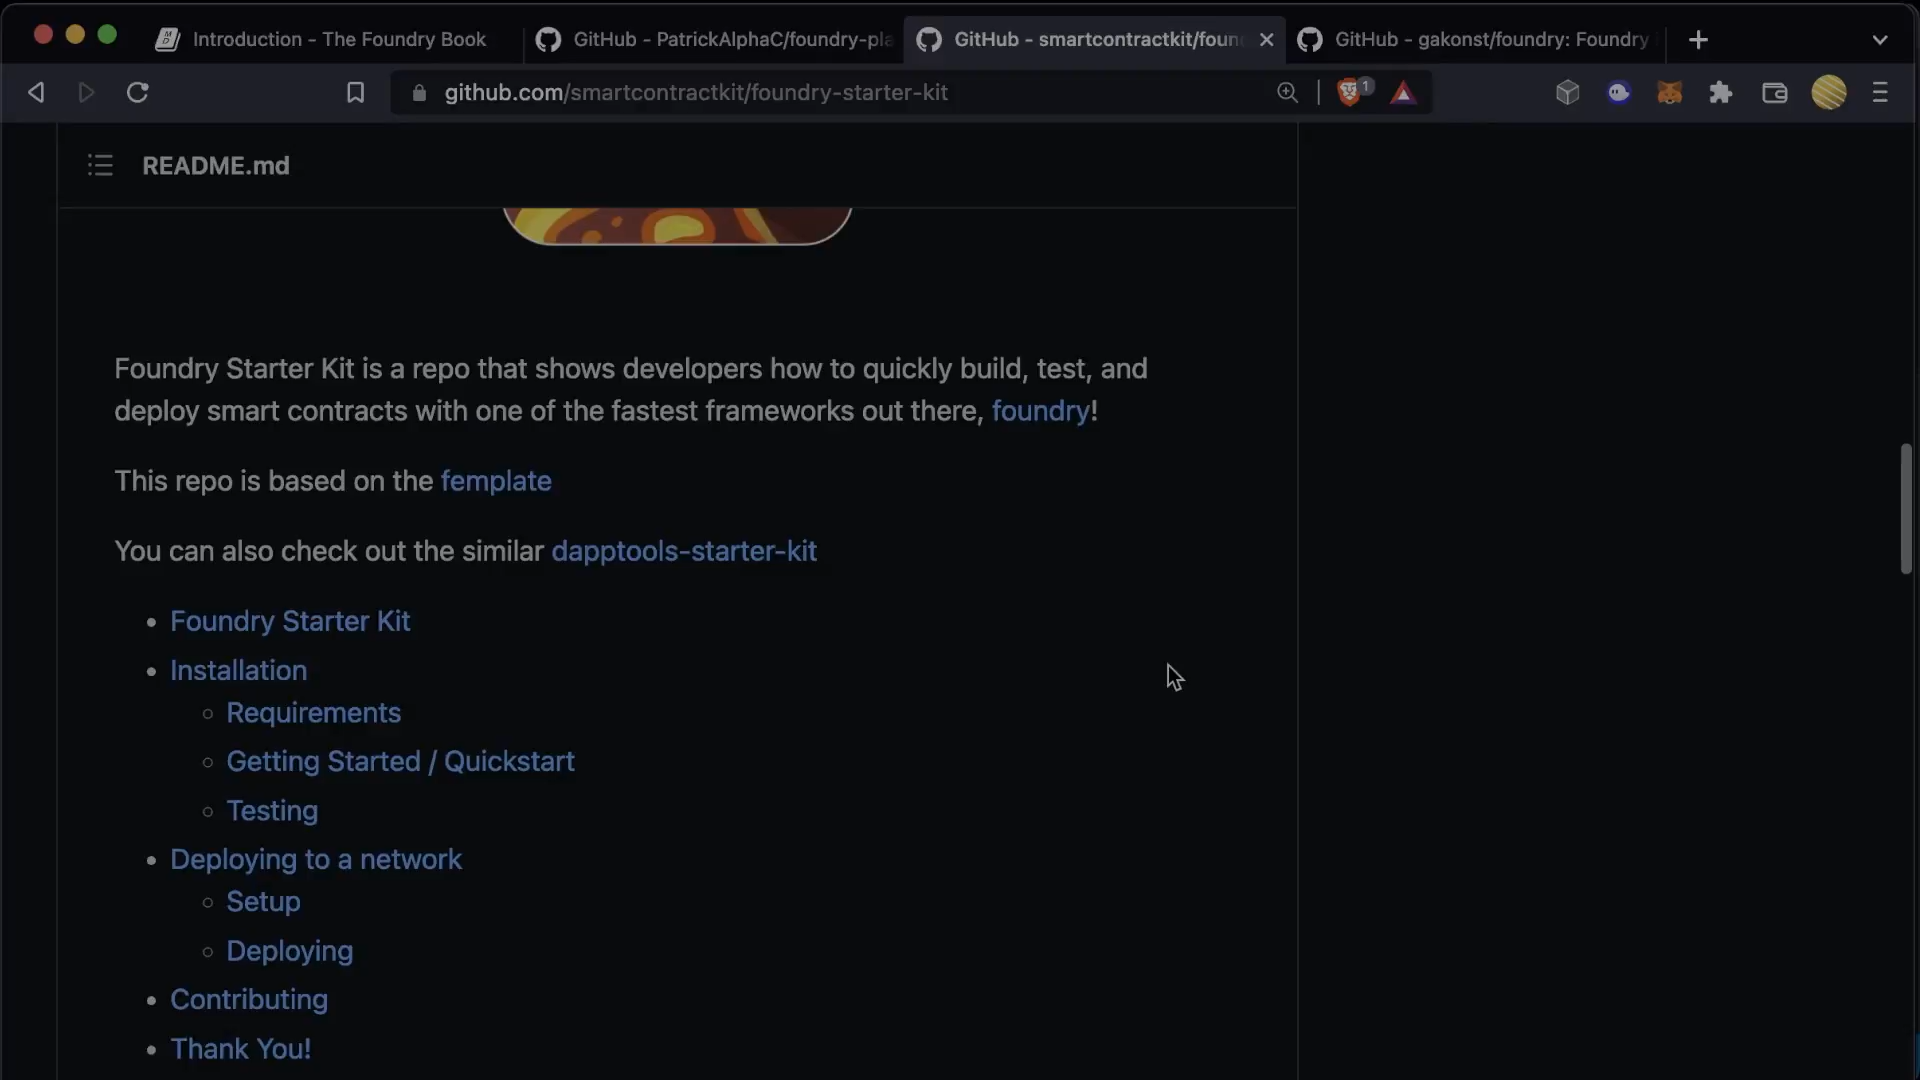 Introduction - The Foundry Book
GitHub - PatrickAlphaC/foundry-pla
GitHub - smartcontractkit/foun
GitHub - gakonst/foundry: Foundry
github.com/smartcontractkit/foundry-starter-kit
1
README.md
Foundry Starter Kit is a repo that shows developers how to quickly build, test, and
deploy smart contracts with one of the fastest frameworks out there, foundry!
This repo is based on the femplate
You can also check out the similar dapptools-starter-kit
Foundry Starter Kit
Installation
Requirements
Getting Started / Quickstart
Testing
Deploying to a network
Setup
Deploying
Contributing
Thank You!